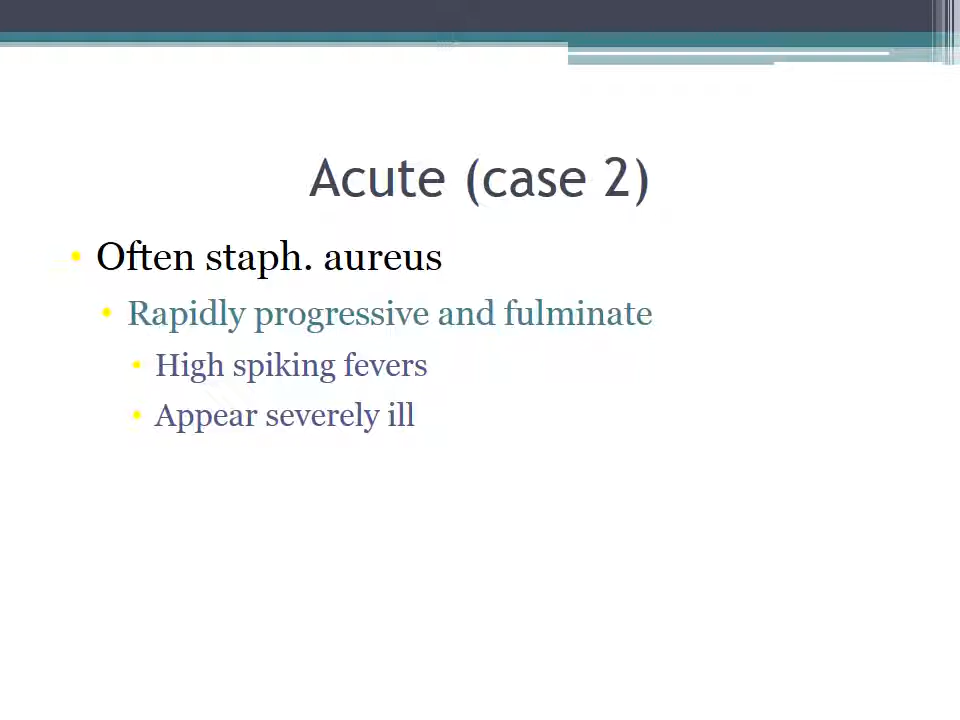 Acute (case 2)
• Often staph. aureus
• Rapidly progressive and fulminate
• High spiking fevers
• Appear severely ill